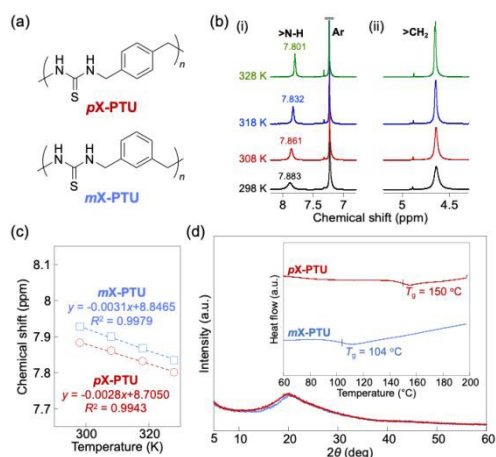 (a)
NH NH
S
n
pX-PTU
NH NH
S
n
mX-PTU
(b) (i) >N-H Ar (ii) >CH2
7.801
328 K
7.832
318 K
7.861
308 K
7.883
298 K
8 7.5 7 5 4.5
Chemical shift (ppm)
(c)
Chemical shift (ppm)
8.1
8
7.9
7.8
7.7
mX-PTU
y = -0.0031x+8.8465
R² = 0.9979
pX-PTU
y = -0.0028x+8.7050
R² = 0.9943
300 320
Temperature (K)
(d)
Intensity (a.u.)
Heat flow (a.u.)
pX-PTU
Tg = 150 °C
mX-PTU
Tg = 104 °C
60 80 100 120 140 160 180 200
Temperature (°C)
5 10 20 30 40 50 60
2θ (deg)